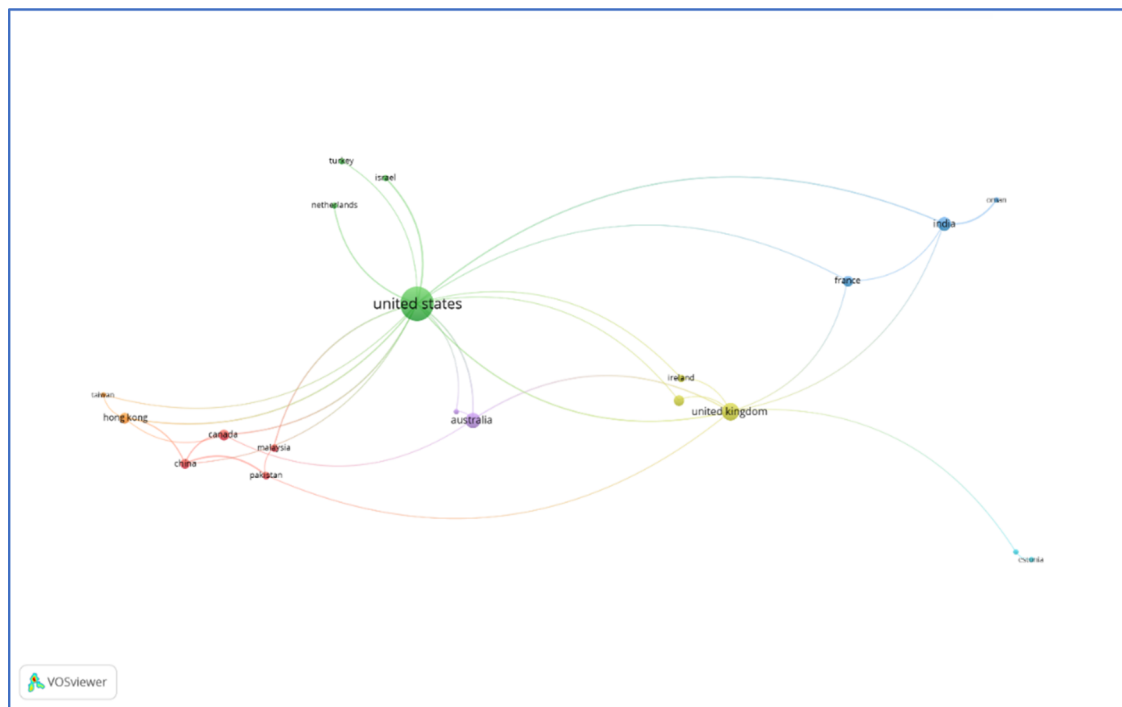 turkey
israel
netherlands
united states
oman
india
france
ireland
united kingdom
taiwan
hong kong
canada
australia
malaysia
china
pakistan
estonia
VOSviewer